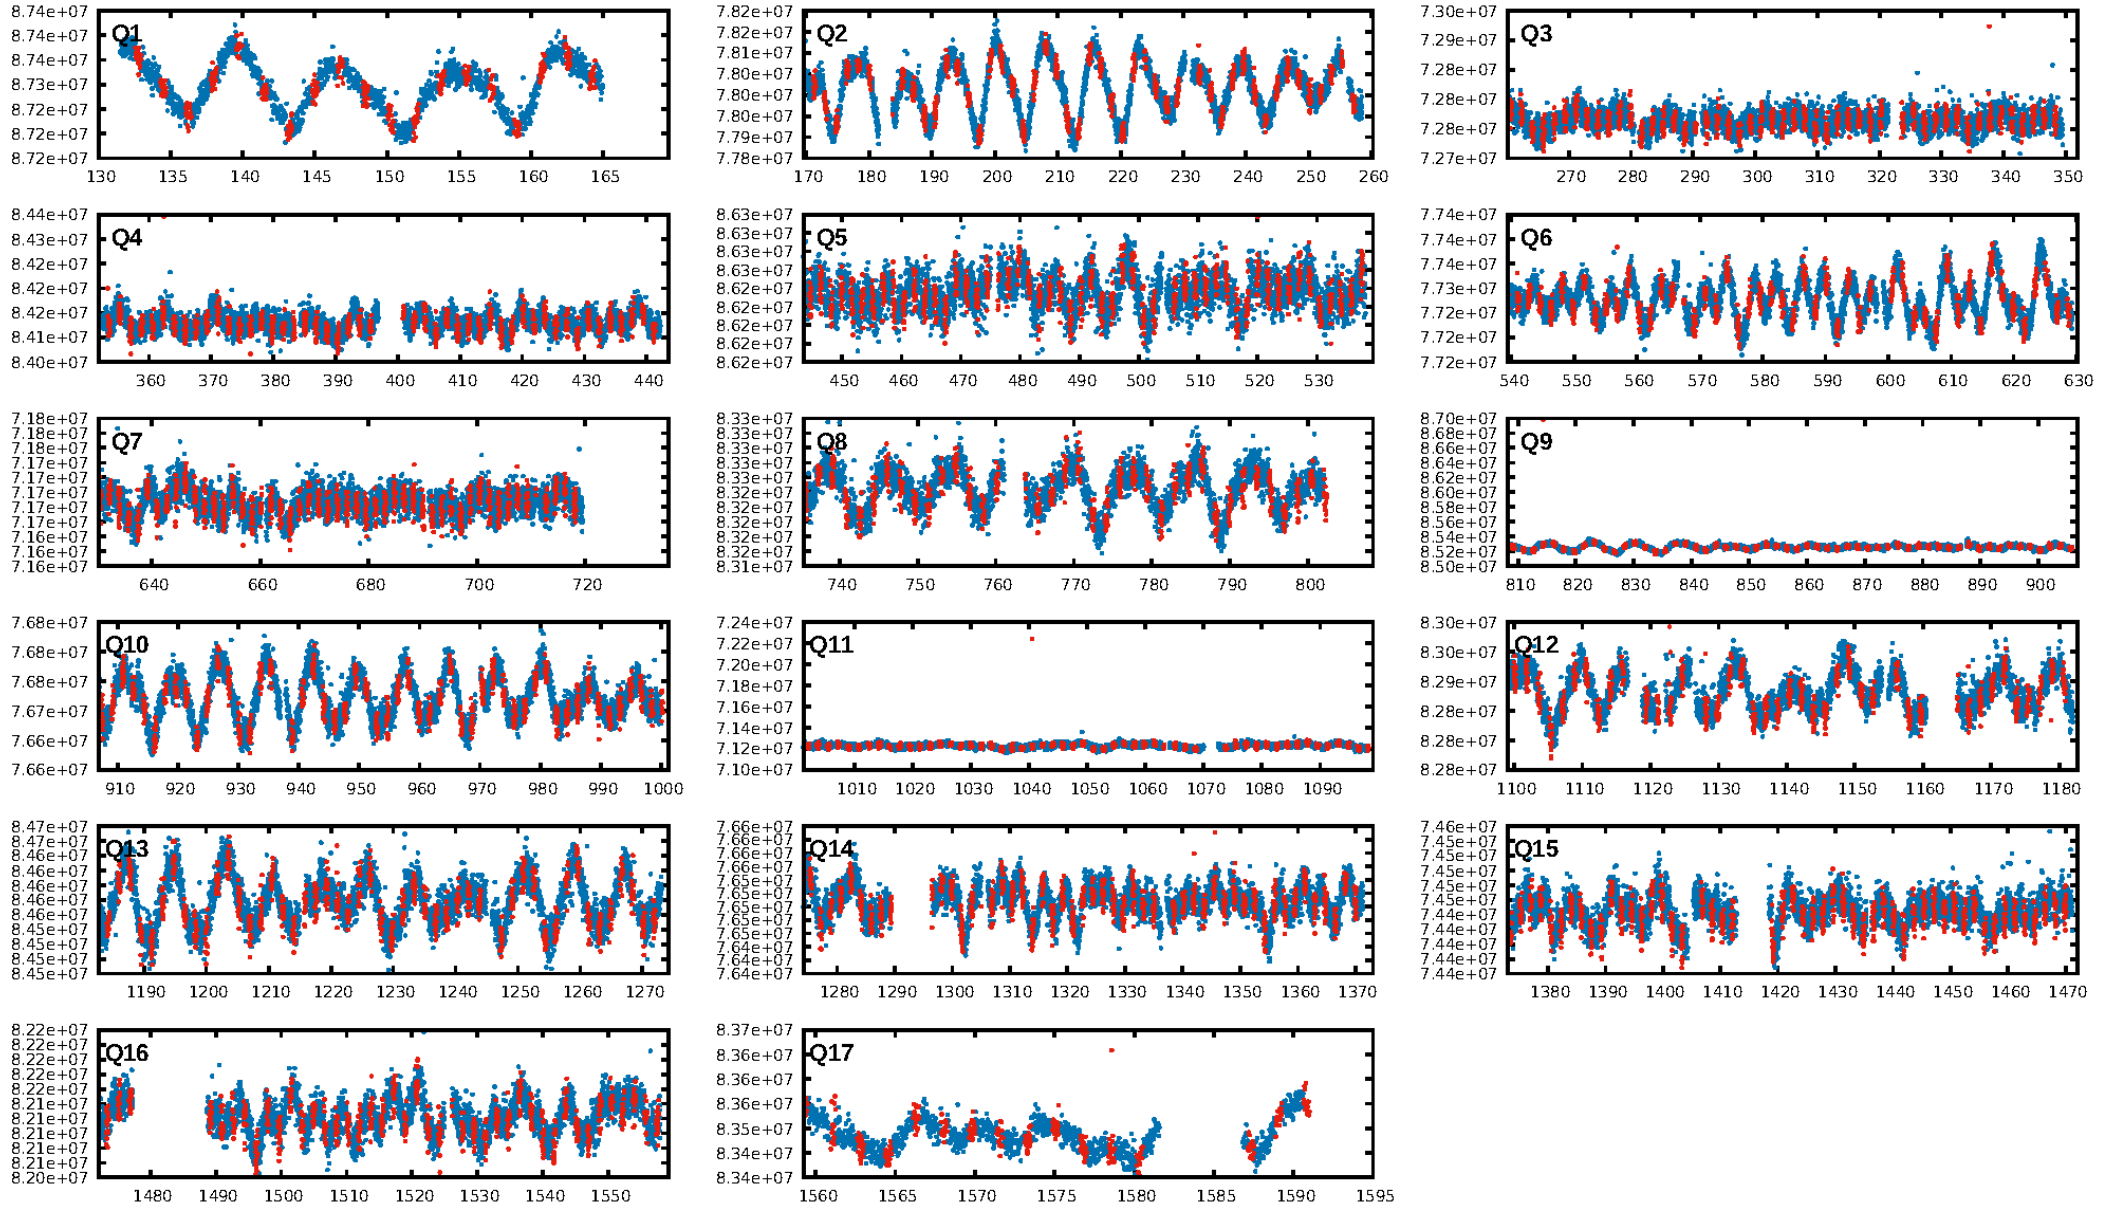 Q1
8.74e+07
8.74e+07
8.74e+07
8.73e+07
8.72e+07
8.72e+07
8.72e+07
130 135 140 145 150 155 160 165
Q2
7.82e+07
7.82e+07
7.81e+07
7.80e+07
7.80e+07
7.80e+07
7.79e+07
7.78e+07
170 180 190 200 210 220 230 240 250 260
Q3
7.30e+07
7.29e+07
7.28e+07
7.28e+07
7.28e+07
7.27e+07
270 280 290 300 310 320 330 340 350
Q4
8.44e+07
8.43e+07
8.42e+07
8.42e+07
8.42e+07
8.41e+07
8.40e+07
360 370 380 390 400 410 420 430 440
Q5
8.63e+07
8.63e+07
8.63e+07
8.63e+07
8.62e+07
8.62e+07
8.62e+07
8.62e+07
8.62e+07
450 460 470 480 490 500 510 520 530
Q6
7.74e+07
7.74e+07
7.74e+07
7.73e+07
7.72e+07
7.72e+07
7.72e+07
540 550 560 570 580 590 600 610 620 630
Q7
7.18e+07
7.18e+07
7.18e+07
7.17e+07
7.17e+07
7.17e+07
7.17e+07
7.17e+07
7.16e+07
7.16e+07
7.16e+07
640 660 680 700 720
Q8
8.33e+07
8.33e+07
8.33e+07
8.33e+07
8.33e+07
8.32e+07
8.32e+07
8.32e+07
8.32e+07
8.32e+07
8.31e+07
740 750 760 770 780 790 800
Q9
8.70e+07
8.68e+07
8.66e+07
8.64e+07
8.62e+07
8.60e+07
8.58e+07
8.56e+07
8.54e+07
8.52e+07
8.50e+07
810 820 830 840 850 860 870 880 890 900
Q10
7.68e+07
7.68e+07
7.68e+07
7.67e+07
7.66e+07
7.66e+07
910 920 930 940 950 960 970 980 990 1000
Q11
7.24e+07
7.22e+07
7.20e+07
7.18e+07
7.16e+07
7.14e+07
7.12e+07
7.10e+07
1010 1020 1030 1040 1050 1060 1070 1080 1090
Q12
8.30e+07
8.30e+07
8.29e+07
8.28e+07
8.28e+07
8.28e+07
1100 1110 1120 1130 1140 1150 1160 1170 1180
Q13
8.47e+07
8.47e+07
8.46e+07
8.46e+07
8.46e+07
8.46e+07
8.46e+07
8.45e+07
8.45e+07
8.45e+07
8.45e+07
1190 1200 1210 1220 1230 1240 1250 1260 1270
Q14
7.66e+07
7.66e+07
7.66e+07
7.66e+07
7.65e+07
7.65e+07
7.65e+07
7.65e+07
7.65e+07
7.64e+07
7.64e+07
7.64e+07
1280 1290 1300 1310 1320 1330 1340 1350 1360 1370
Q15
7.46e+07
7.45e+07
7.45e+07
7.45e+07
7.45e+07
7.45e+07
7.44e+07
7.44e+07
7.44e+07
7.44e+07
7.44e+07
1380 1390 1400 1410 1420 1430 1440 1450 1460 1470
Q16
8.22e+07
8.22e+07
8.22e+07
8.22e+07
8.22e+07
8.21e+07
8.21e+07
8.21e+07
8.21e+07
8.21e+07
8.20e+07
1480 1490 1500 1510 1520 1530 1540 1550
Q17
8.37e+07
8.36e+07
8.36e+07
8.36e+07
8.35e+07
8.34e+07
8.34e+07
1560 1565 1570 1575 1580 1585 1590 1595